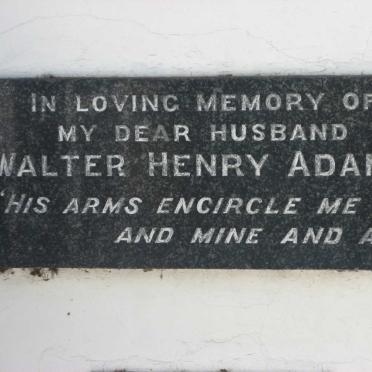 IN LOVING MEMORY OF
MY DEAR HUSBAND
WALTER HENRY ADAM
"HIS ARMS ENCIRCLE ME
AND MINE AND A